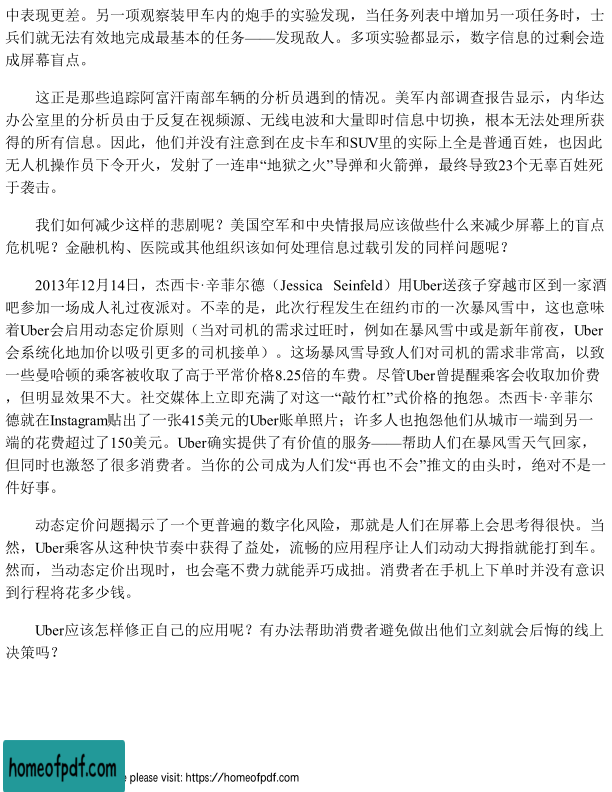 中表现更差。另一项观察装甲车内的炮手的实验发现，当任务列表中增加另一项任务时，士
兵们就无法有效地完成最基本的任务——发现敌人。多项实验都显示，数字信息的过剩会造
成屏幕盲点。
这正是那些追踪阿富汗南部车辆的分析员遇到的情况。美军内部调查报告显示，内华达
办公室里的分析员由于反复在视频源、无线电波和大量即时信息中切换，根本无法处理所获
得的所有信息。因此，他们并没有注意到在皮卡车和SUV里的实际上全是普通百姓，也因此
无人机操作员下令开火，发射了一连串“地狱之火”导弹和火箭弹，最终导致23个无辜百姓死
于袭击。
我们如何减少这样的悲剧呢？美国空军和中央情报局应该做些什么来减少屏幕上的盲点
危机呢？金融机构、医院或其他组织该如何处理信息过载引发的同样问题呢？
2013年12月14日，杰西卡·辛菲尔德（Jessica Seinfeld）用Uber送孩子穿越市区到一家酒
吧参加一场成人礼过夜派对。不幸的是，此次行程发生在纽约市的一次暴风雪中，这也意味
着Uber会启用动态定价原则（当对司机的需求过旺时，例如在暴风雪中或是新年前夜，Uber
会系统化地加价以吸引更多的司机接单）。这场暴风雪导致人们对司机的需求非常高，以致
一些曼哈顿的乘客被收取了高于平常价格8.25倍的车费。尽管Uber曾提醒乘客会收取加价费
，但明显效果不大。社交媒体上立即充满了对这一“敲竹杠”式价格的抱怨。杰西卡·辛菲尔
德就在Instagram贴出了一张415美元的Uber账单照片；许多人也抱怨他们从城市一端到另一
端的花费超过了150美元。Uber确实提供了有价值的服务——帮助人们在暴风雪天气回家，
但同时也激怒了很多消费者。当你的公司成为人们发“再也不会”推文的由头时，绝对不是一
件好事。
动态定价问题揭示了一个更普遍的数字化风险，那就是人们在屏幕上会思考得很快。当
然，Uber乘客从这种快节奏中获得了益处，流畅的应用程序让人们动动大拇指就能打到车。
然而，当动态定价出现时，也会毫不费力就能弄巧成拙。消费者在手机上下单时并没有意识
到行程将花多少钱。
Uber应该怎样修正自己的应用呢？有办法帮助消费者避免做出他们立刻就会后悔的线上
决策吗？
homeofpdf.com
please visit: https://homeofpdf.com